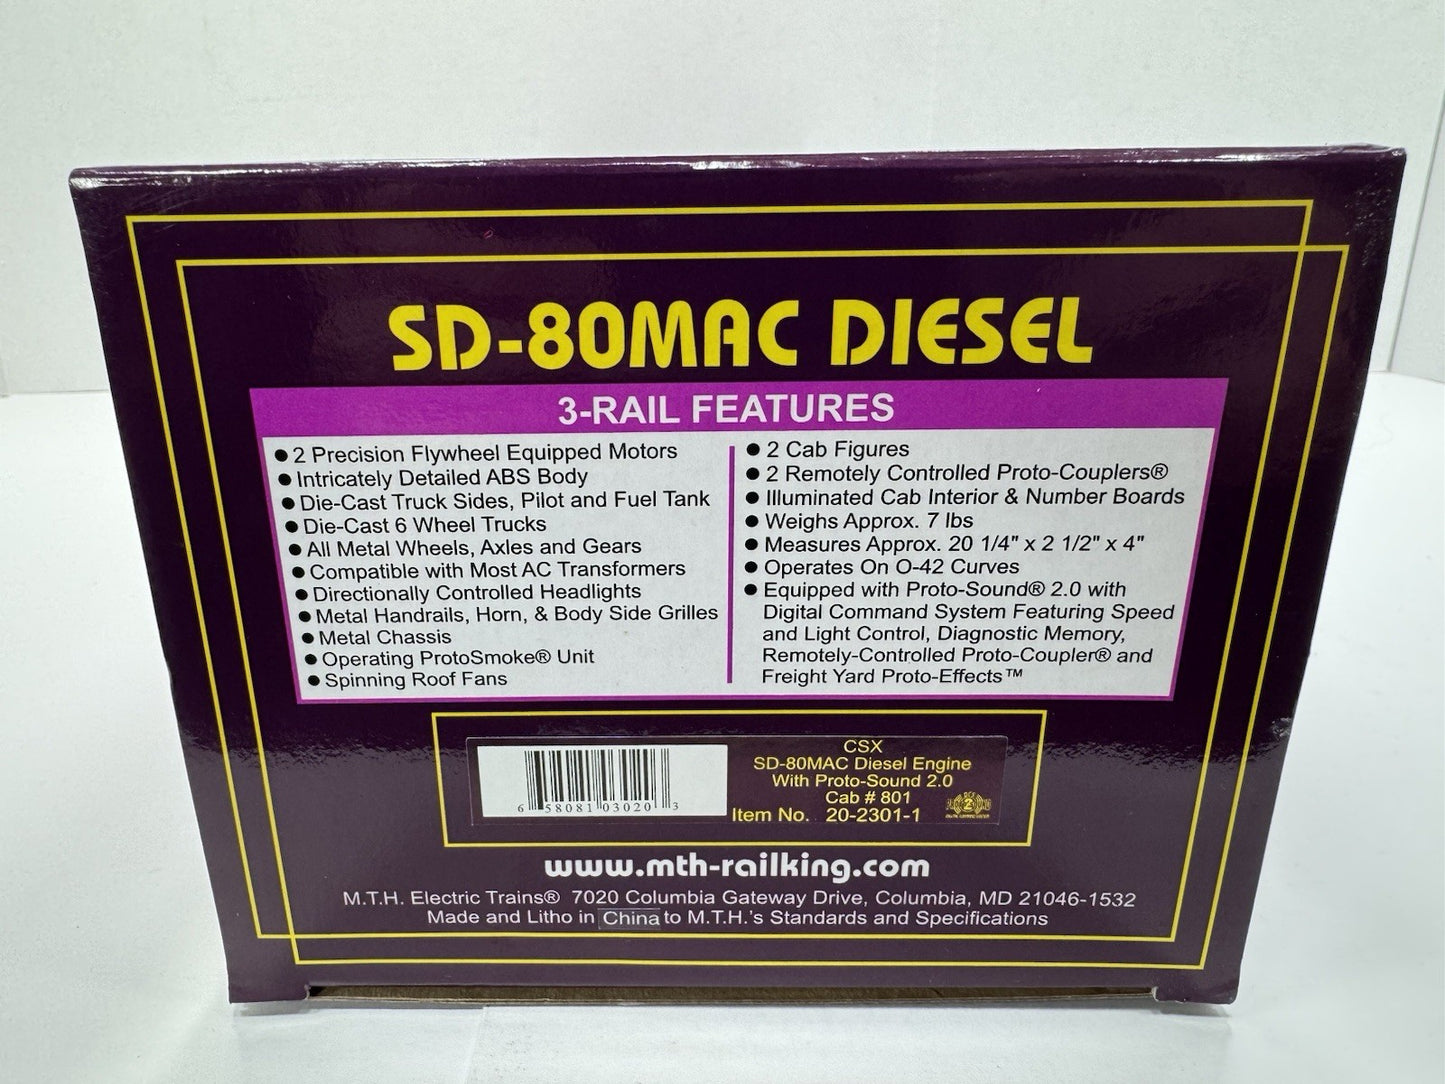 SD-80MAC DIESEL
3-RAIL FEATURES
● 2 Precision Flywheel Equipped Motors
● Intricately Detailed ABS Body
● Die-Cast Truck Sides, Pilot and Fuel Tank
● Die-Cast 6 Wheel Trucks
● All Metal Wheels, Axles and Gears
● Compatible with Most AC Transformers
● Directionally Controlled Headlights
● Metal Handrails, Horn, & Body Side Grilles
● Metal Chassis
● Operating ProtoSmoke® Unit
● Spinning Roof Fans
● 2 Cab Figures
● 2 Remotely Controlled Proto-Couplers®
● Illuminated Cab Interior & Number Boards
● Weighs Approx. 7 lbs
● Measures Approx. 20 1/4" x 2 1/2" x 4"
● Operates On O-42 Curves
● Equipped with Proto-Sound® 2.0 with
Digital Command System Featuring Speed
and Light Control, Diagnostic Memory,
Remotely-Controlled Proto-Coupler® and
Freight Yard Proto-Effects™
6 58081 03020 3
CSX
SD-80MAC Diesel Engine
With Proto-Sound 2.0
Cab # 801
Item No. 20-2301-1
www.mth-railking.com
M.T.H. Electric Trains® 7020 Columbia Gateway Drive, Columbia, MD 21046-1532
Made and Litho in China to M.T.H.'s Standards and Specifications